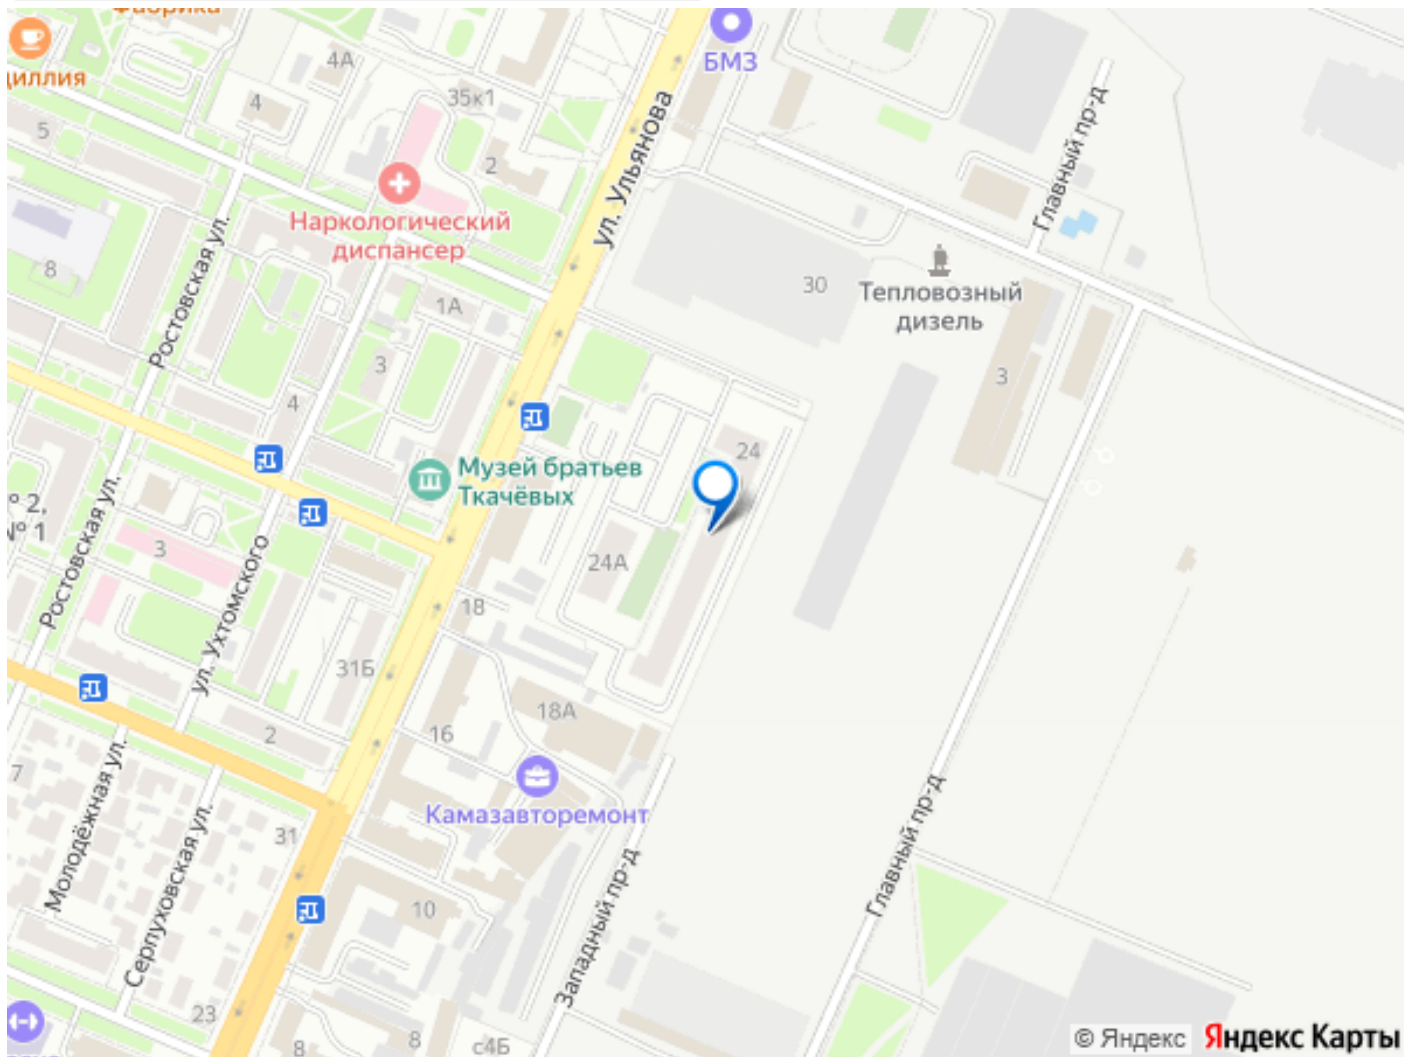 Фабрика
4А
БМЗ
диллия
4
35к1
5
2
Главный пр-д
ул. Ульянова
Наркологический
диспансер
Ростовская ул.
8
30
Тепловозный
дизель
1А
3
3
4
24
Музей братьев
Ткачёвых
№ 2,
№ 1
Ростовская ул.
3
24А
ул. Ухтомского
18
31Б
18А
16
2
7
Камазавторемонт
Молодёжная ул.
Серпуховская ул.
31
Главный пр-д
Западный пр-д
10
23
8
8
с4Б
© Яндекс Яндекс Карты